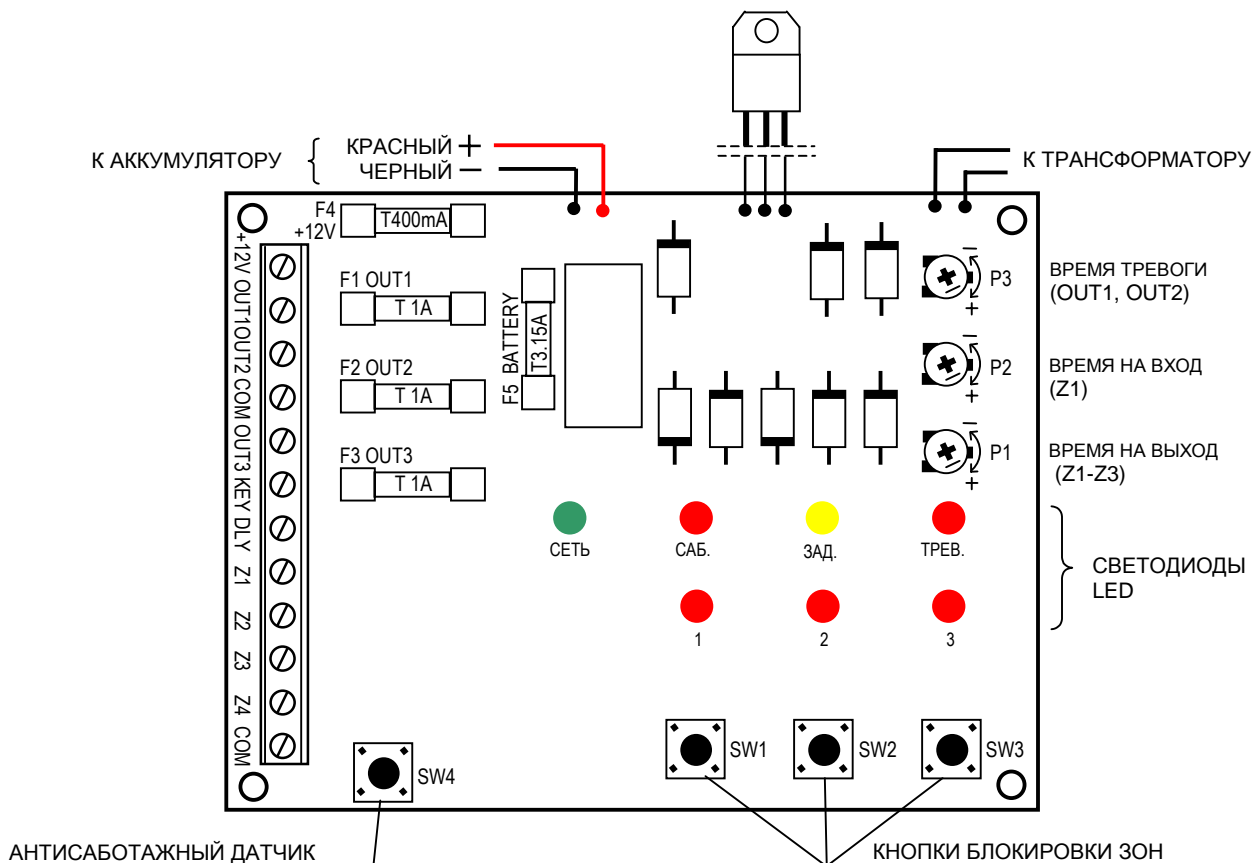 К АККУМУЛЯТОРУ
КРАСНЫЙ +
ЧЕРНЫЙ −
К ТРАНСФОРМАТОРУ
F4
+12V
T400mA
F1 OUT1
T 1A
F2 OUT2
T 1A
F3 OUT3
T 1A
F5 BATTERY
T3.15A
+12V OUT1 OUT2 COM OUT3 KEY DLY Z1 Z2 Z3 Z4 COM
− P3 +
ВРЕМЯ ТРЕВОГИ
(OUT1, OUT2)
− P2 +
ВРЕМЯ НА ВХОД
(Z1)
− P1 +
ВРЕМЯ НА ВЫХОД
(Z1-Z3)
СЕТЬ
САБ.
ЗАД.
ТРЕВ.
1
2
3
СВЕТОДИОДЫ
LED
SW4
SW1
SW2
SW3
АНТИСАБОТАЖНЫЙ ДАТЧИК
КНОПКИ БЛОКИРОВКИ ЗОН